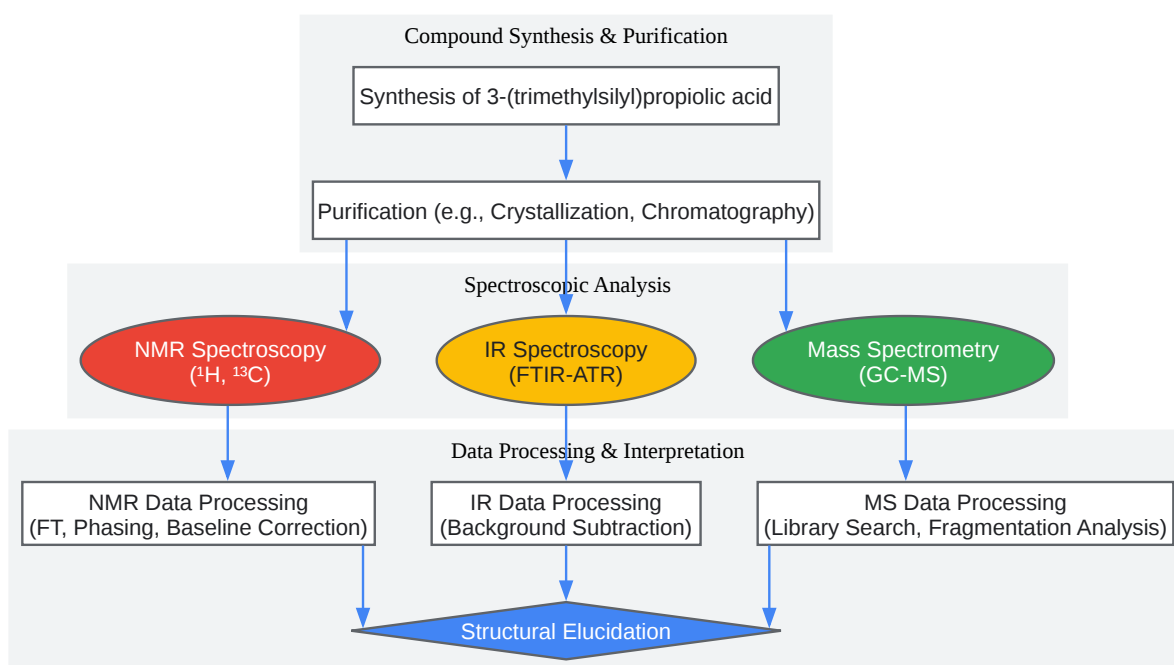 Compound Synthesis & Purification
Synthesis of 3-(trimethylsilyl)propiolic acid
Purification (e.g., Crystallization, Chromatography)
Spectroscopic Analysis
NMR Spectroscopy
(¹H, ¹³C)
IR Spectroscopy
(FTIR-ATR)
Mass Spectrometry
(GC-MS)
Data Processing & Interpretation
NMR Data Processing
(FT, Phasing, Baseline Correction)
IR Data Processing
(Background Subtraction)
MS Data Processing
(Library Search, Fragmentation Analysis)
Structural Elucidation